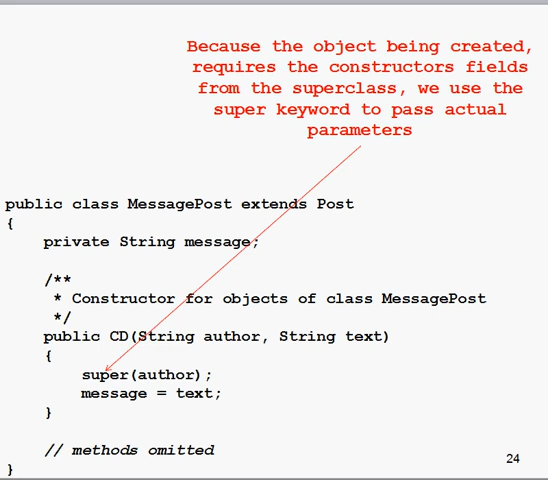 Because the object being created,
requires the constructors fields
from the superclass, we use the
super keyword to pass actual
parameters
public class MessagePost extends Post
{
private String message;
/**
* Constructor for objects of class MessagePost
*/
public CD(String author, String text)
{
super(author);
message = text;
}
// methods omitted
}
24